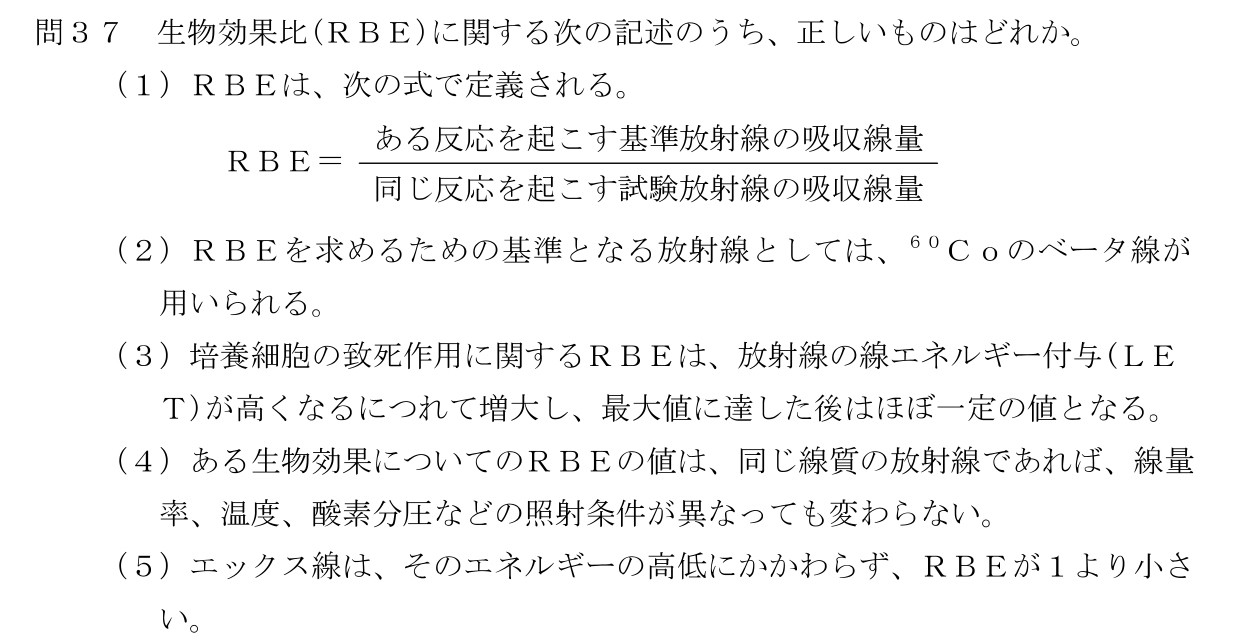 問３７　生物効果比(ＲＢＥ)に関する次の記述のうち、正しいものはどれか。
（１）ＲＢＥは、次の式で定義される。
ある反応を起こす基準放射線の吸収線量
ＲＢＥ＝
同じ反応を起こす試験放射線の吸収線量
（２）ＲＢＥを求めるための基準となる放射線としては、⁶⁰Ｃｏのベータ線が
用いられる。
（３）培養細胞の致死作用に関するＲＢＥは、放射線の線エネルギー付与(ＬＥ
Ｔ)が高くなるにつれて増大し、最大値に達した後はほぼ一定の値となる。
（４）ある生物効果についてのＲＢＥの値は、同じ線質の放射線であれば、線量
率、温度、酸素分圧などの照射条件が異なっても変わらない。
（５）エックス線は、そのエネルギーの高低にかかわらず、ＲＢＥが１より小さ
い。